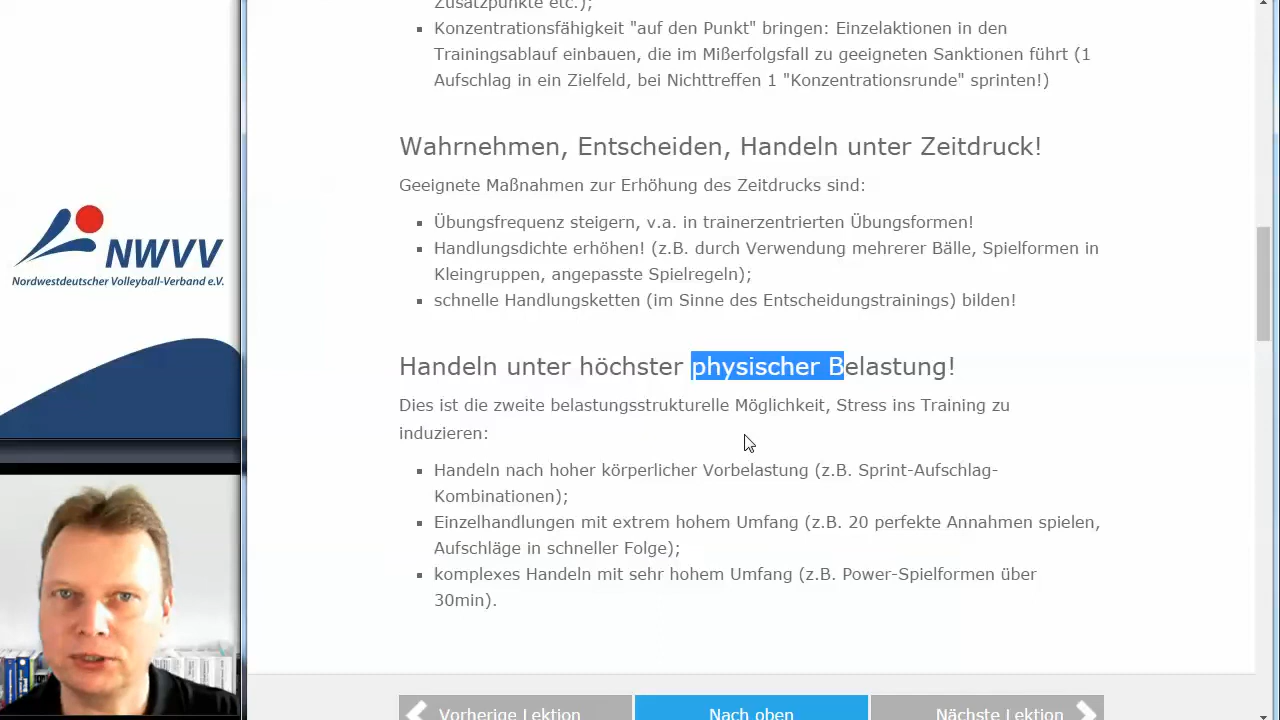 Zusatzpunkte etc.);
▪ Konzentrationsfähigkeit "auf den Punkt" bringen: Einzelaktionen in den
Trainingsablauf einbauen, die im Mißerfolgsfall zu geeigneten Sanktionen führt (1
Aufschlag in ein Zielfeld, bei Nichttreffen 1 "Konzentrationsrunde" sprinten!)
Wahrnehmen, Entscheiden, Handeln unter Zeitdruck!
Geeignete Maßnahmen zur Erhöhung des Zeitdrucks sind:
▪ Übungsfrequenz steigern, v.a. in trainerzentrierten Übungsformen!
▪ Handlungsdichte erhöhen! (z.B. durch Verwendung mehrerer Bälle, Spielformen in
Kleingruppen, angepasste Spielregeln);
▪ schnelle Handlungsketten (im Sinne des Entscheidungstrainings) bilden!
Handeln unter höchster physischer Belastung!
Dies ist die zweite belastungsstrukturelle Möglichkeit, Stress ins Training zu
induzieren:
▪ Handeln nach hoher körperlicher Vorbelastung (z.B. Sprint-Aufschlag-
Kombinationen);
▪ Einzelhandlungen mit extrem hohem Umfang (z.B. 20 perfekte Annahmen spielen,
Aufschläge in schneller Folge);
▪ komplexes Handeln mit sehr hohem Umfang (z.B. Power-Spielformen über
30min).
Vorherige Lektion
Nach oben
Nächste Lektion
NWVV
Nordwestdeutscher Volleyball-Verband e.V.